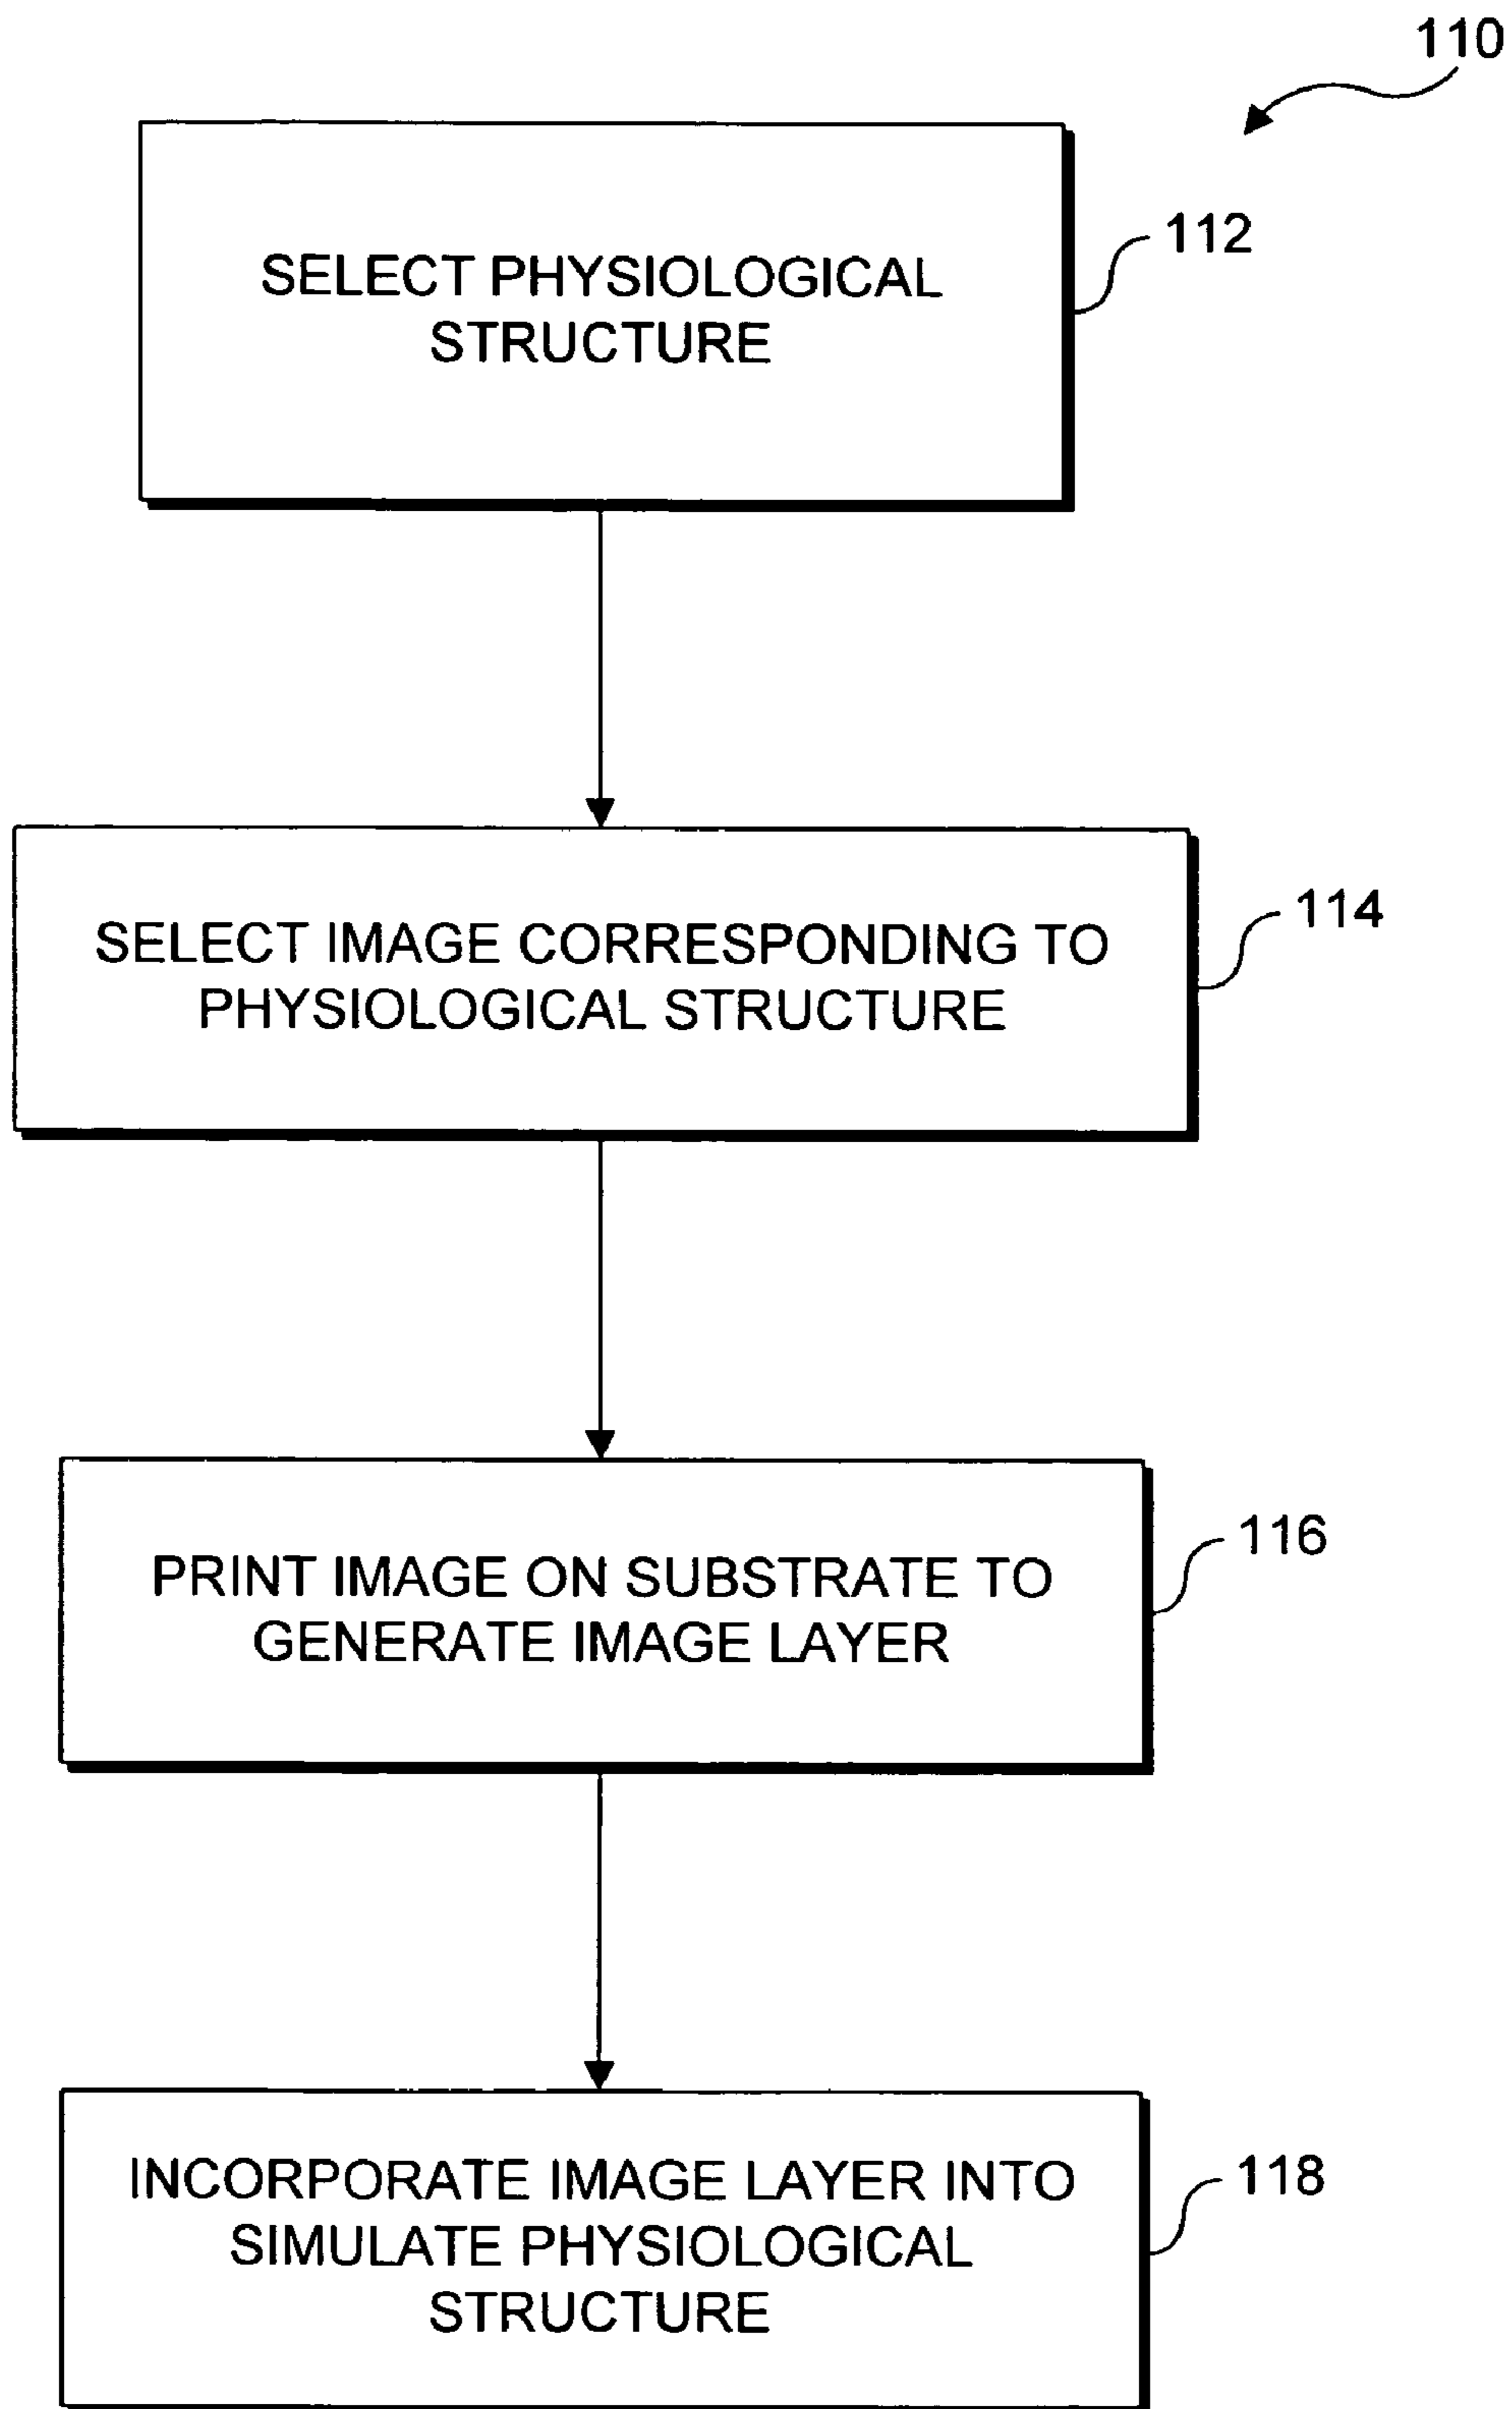 110
SELECT PHYSIOLOGICAL
STRUCTURE
112
SELECT IMAGE CORRESPONDING TO
PHYSIOLOGICAL STRUCTURE
114
PRINT IMAGE ON SUBSTRATE TO
GENERATE IMAGE LAYER
116
INCORPORATE IMAGE LAYER INTO
SIMULATE PHYSIOLOGICAL
STRUCTURE
118